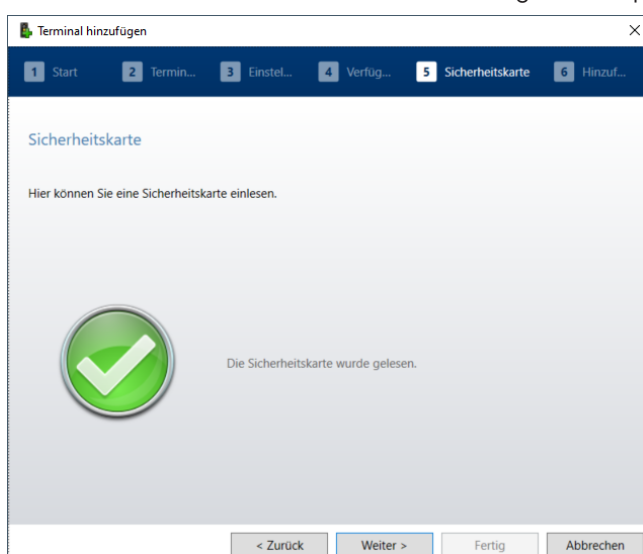 Terminal hinzufügen
1 Start 2 Termin... 3 Einstel... 4 Verfüg... 5 Sicherheitskarte 6 Hinzuf...
Sicherheitskarte
Hier können Sie eine Sicherheitskarte einlesen.
Die Sicherheitskarte wurde gelesen.
< Zurück Weiter > Fertig Abbrechen